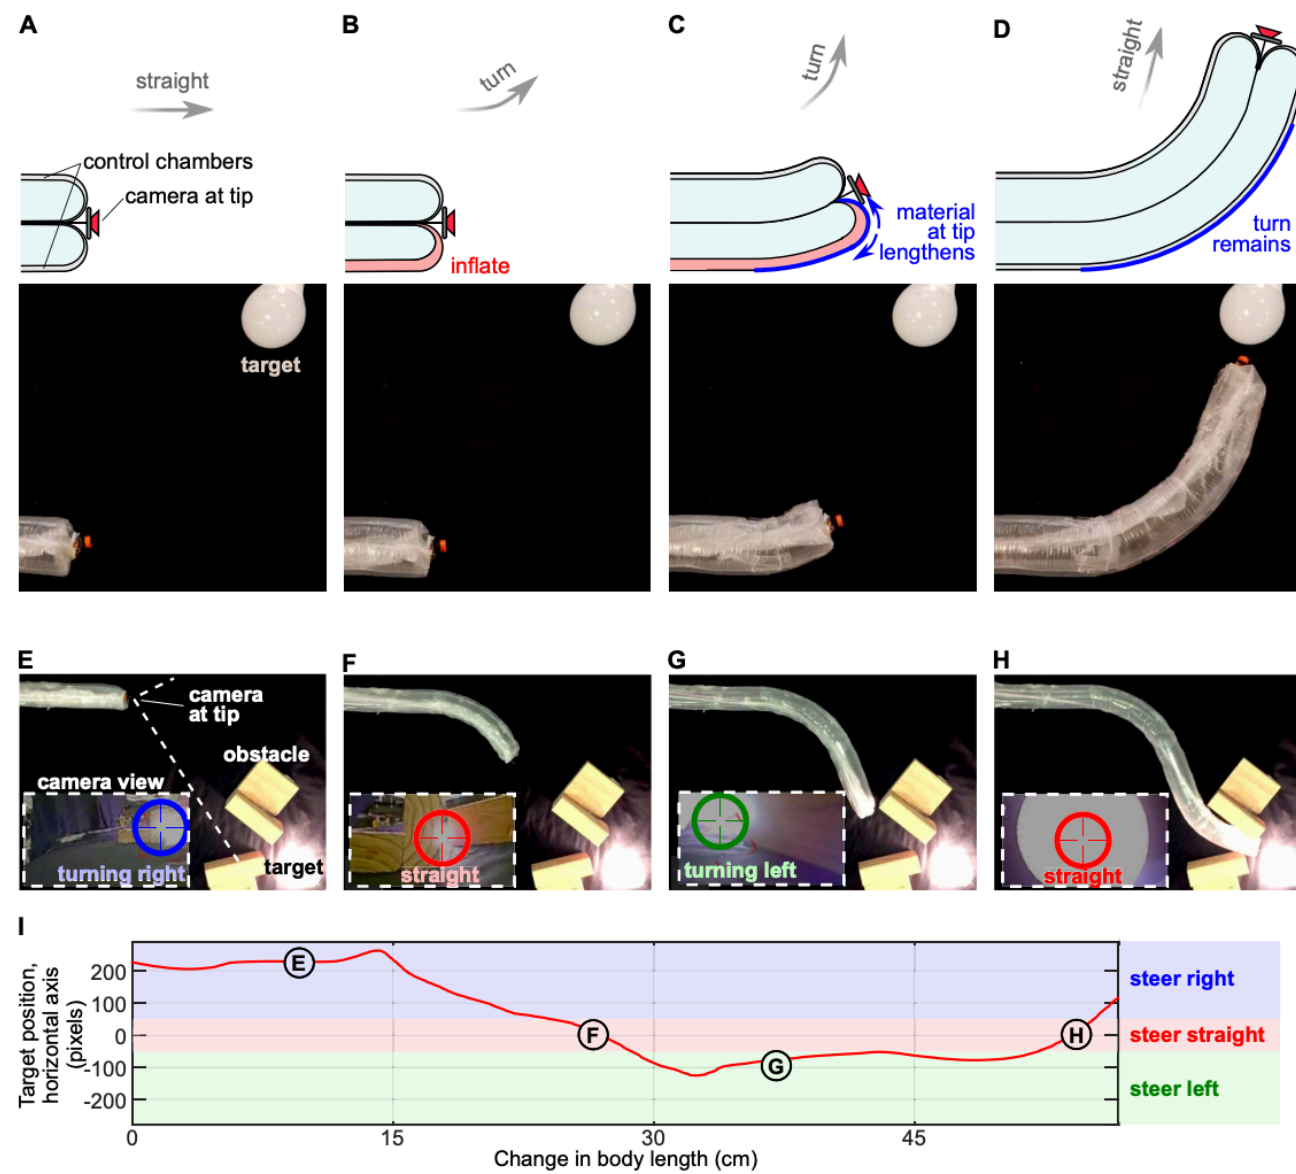 A
B
C
D
straight
turn
turn
straight
control chambers
camera at tip
inflate
material
at tip
lengthens
turn
remains
target
E
F
G
H
camera
at tip
obstacle
camera view
turning right
target
straight
turning left
straight
I
Target position,
horizontal axis
(pixels)
200
100
0
-100
-200
E
F
G
H
steer right
steer straight
steer left
0
15
30
45
Change in body length (cm)